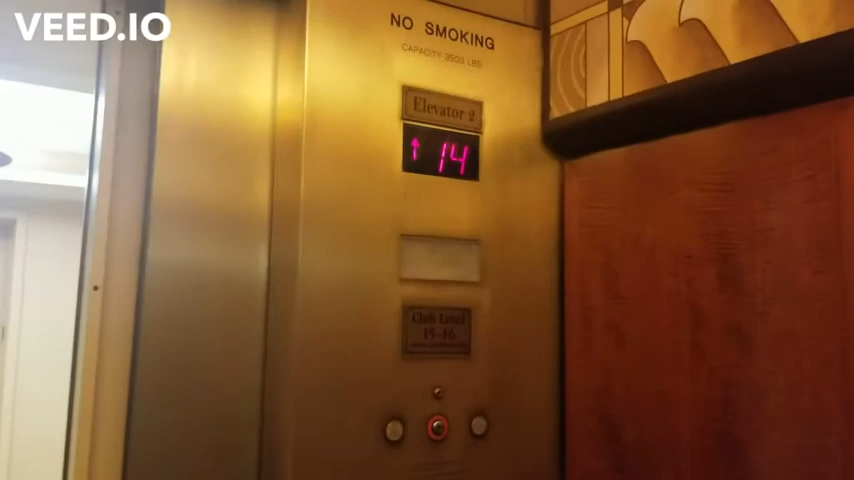 VEED.IO
NO SMOKING
CAPACITY 3500 LBS
Elevator 2
↑ 14
Club Level
15-16